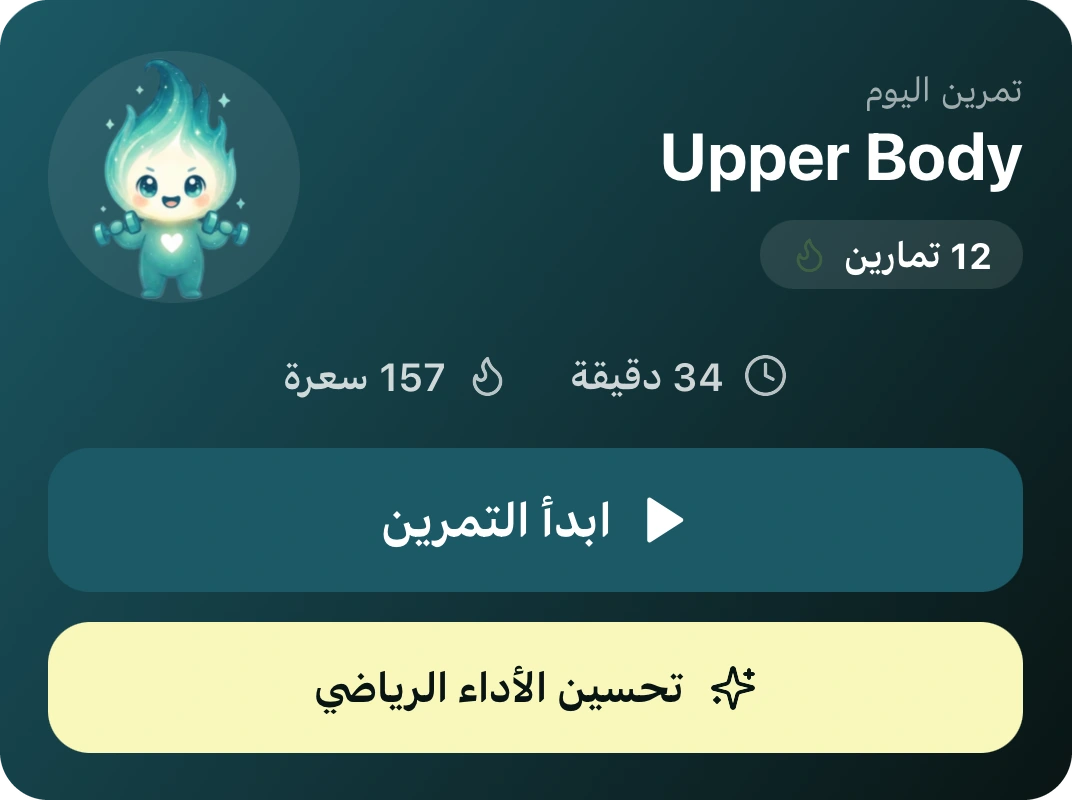 تمرين اليوم
Upper Body
12 تمارين
34 دقيقة
157 سعرة
ابدأ التمرين
تحسين الأداء الرياضي